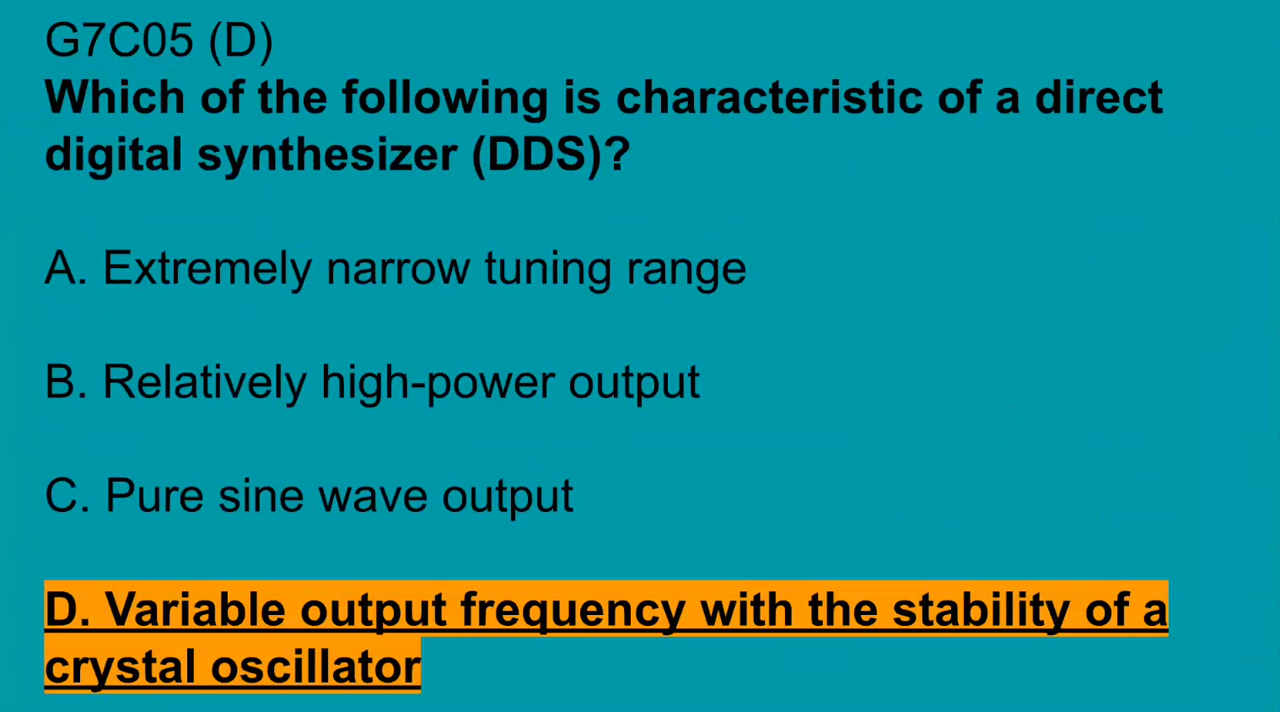 G7C05 (D)
Which of the following is characteristic of a direct
digital synthesizer (DDS)?
A. Extremely narrow tuning range
B. Relatively high-power output
C. Pure sine wave output
D. Variable output frequency with the stability of a
crystal oscillator